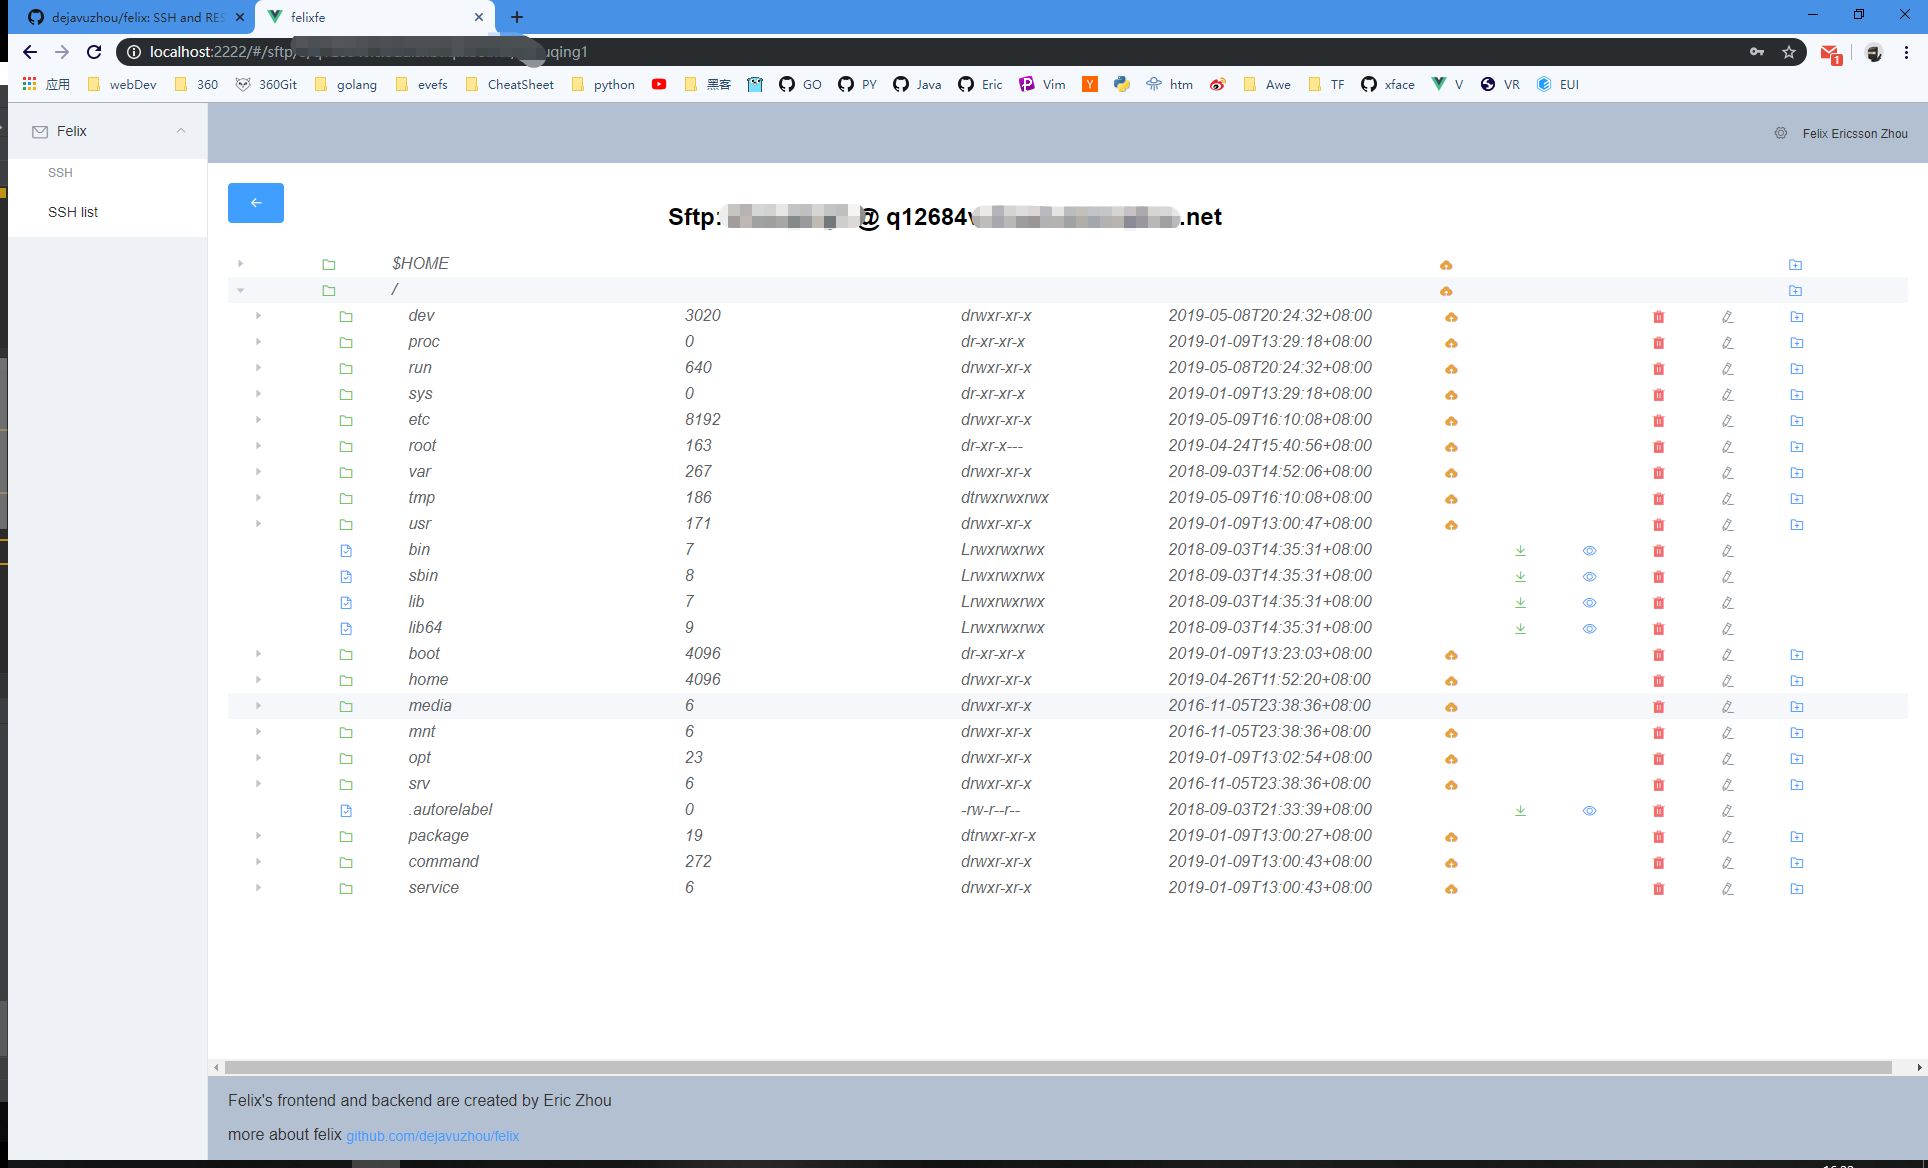 dejavuzhou/felix: SSH and RES
felixfe
localhost:2222/#/sftp uqing1
1
应用 webDev 360 360Git golang evefs CheatSheet python 黑客 GO PY Java Eric Vim Y htm Awe TF xface V VR EUI
Felix
Felix Ericsson Zhou
SSH
SSH list
Sftp: @ q12684 .net
$HOME
/
dev 3020 drwxr-xr-x 2019-05-08T20:24:32+08:00
proc 0 dr-xr-xr-x 2019-01-09T13:29:18+08:00
run 640 drwxr-xr-x 2019-05-08T20:24:32+08:00
sys 0 dr-xr-xr-x 2019-01-09T13:29:18+08:00
etc 8192 drwxr-xr-x 2019-05-09T16:10:08+08:00
root 163 dr-xr-x--- 2019-04-24T15:40:56+08:00
var 267 drwxr-xr-x 2018-09-03T14:52:06+08:00
tmp 186 dtrwxrwxrwx 2019-05-09T16:10:08+08:00
usr 171 drwxr-xr-x 2019-01-09T13:00:47+08:00
bin 7 Lrwxrwxrwx 2018-09-03T14:35:31+08:00
sbin 8 Lrwxrwxrwx 2018-09-03T14:35:31+08:00
lib 7 Lrwxrwxrwx 2018-09-03T14:35:31+08:00
lib64 9 Lrwxrwxrwx 2018-09-03T14:35:31+08:00
boot 4096 dr-xr-xr-x 2019-01-09T13:23:03+08:00
home 4096 drwxr-xr-x 2019-04-26T11:52:20+08:00
media 6 drwxr-xr-x 2016-11-05T23:38:36+08:00
mnt 6 drwxr-xr-x 2016-11-05T23:38:36+08:00
opt 23 drwxr-xr-x 2019-01-09T13:02:54+08:00
srv 6 drwxr-xr-x 2016-11-05T23:38:36+08:00
.autorelabel 0 -rw-r--r-- 2018-09-03T21:33:39+08:00
package 19 dtrwxr-xr-x 2019-01-09T13:00:27+08:00
command 272 drwxr-xr-x 2019-01-09T13:00:43+08:00
service 6 drwxr-xr-x 2019-01-09T13:00:43+08:00
Felix's frontend and backend are created by Eric Zhou
more about felix github.com/dejavuzhou/felix